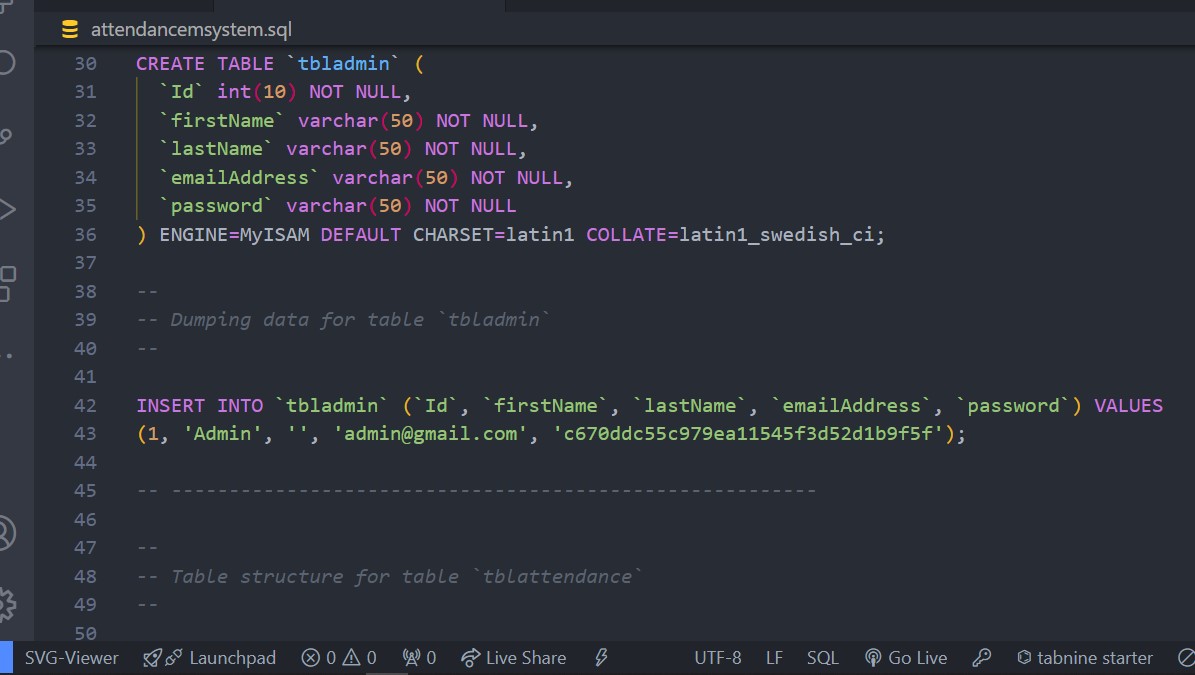 attendancemsystem.sql
30 CREATE TABLE `tbladmin` (
31   `Id` int(10) NOT NULL,
32   `firstName` varchar(50) NOT NULL,
33   `lastName` varchar(50) NOT NULL,
34   `emailAddress` varchar(50) NOT NULL,
35   `password` varchar(50) NOT NULL
36 ) ENGINE=MyISAM DEFAULT CHARSET=latin1 COLLATE=latin1_swedish_ci;
37
38 --
39 -- Dumping data for table `tbladmin`
40 --
41
42 INSERT INTO `tbladmin` (`Id`, `firstName`, `lastName`, `emailAddress`, `password`) VALUES
43 (1, 'Admin', '', 'admin@gmail.com', 'c670ddc55c979ea11545f3d52d1b9f5f');
44
45 -- --------------------------------------------------------
46
47 --
48 -- Table structure for table `tblattendance`
49 --
50
SVG-Viewer Launchpad 0 0 0 Live Share UTF-8 LF SQL Go Live tabnine starter